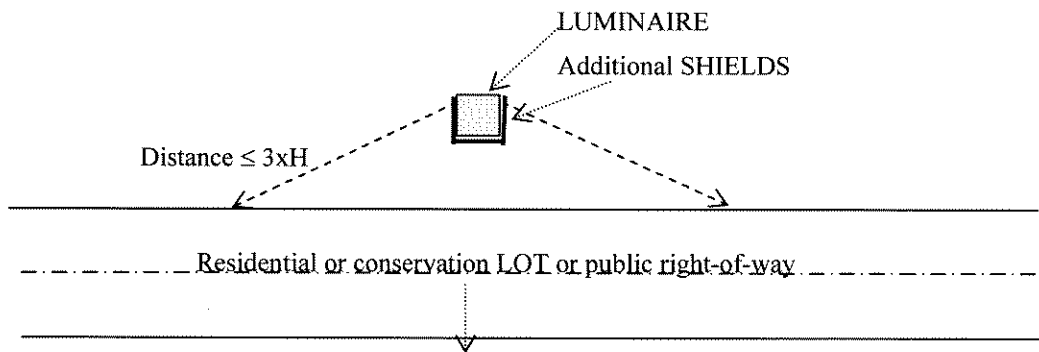 LUMINAIRE
Additional SHIELDS
Distance ≤ 3xH
Residential or conservation LOT or public right-of-way